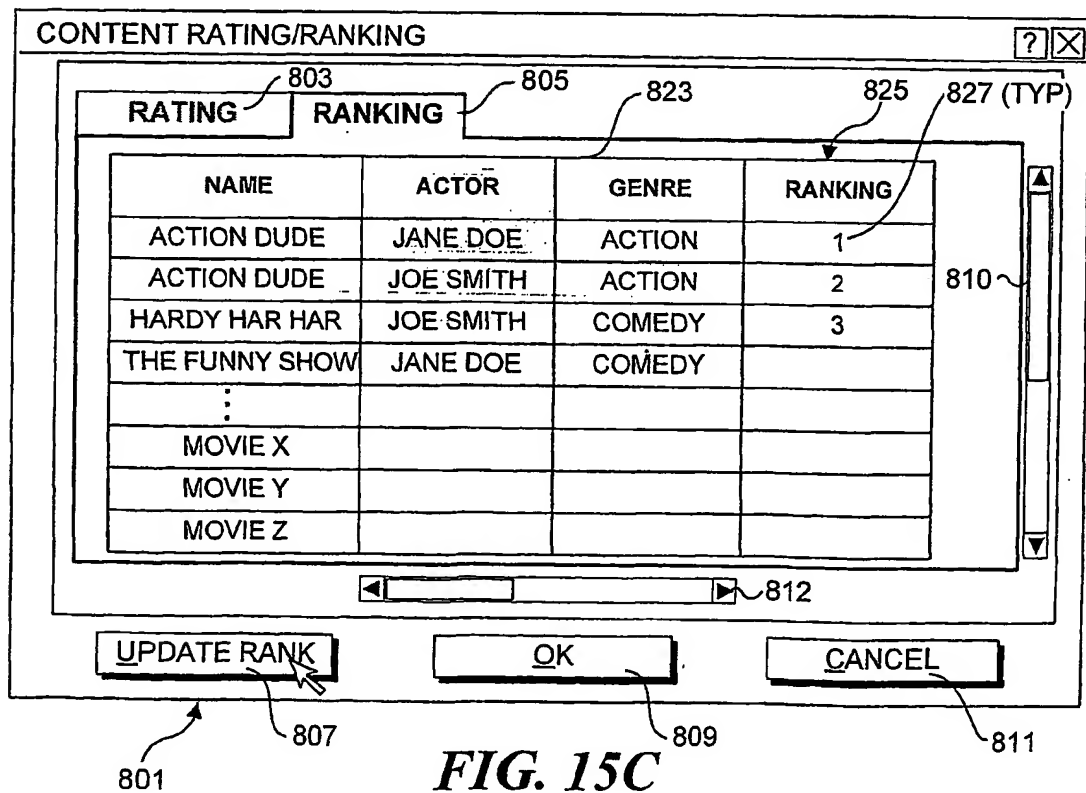 CONTENT RATING/RANKING
? X
803
805
823
825
827 (TYP)
RATING
RANKING
NAME ACTOR GENRE RANKING
ACTION DUDE JANE DOE ACTION 1
ACTION DUDE JOE SMITH ACTION 2
810
HARDY HAR HAR JOE SMITH COMEDY 3
THE FUNNY SHOW JANE DOE COMEDY
⋮
MOVIE X
MOVIE Y
MOVIE Z
812
UPDATE RANK OK CANCEL
801
807
809
811
FIG. 15C